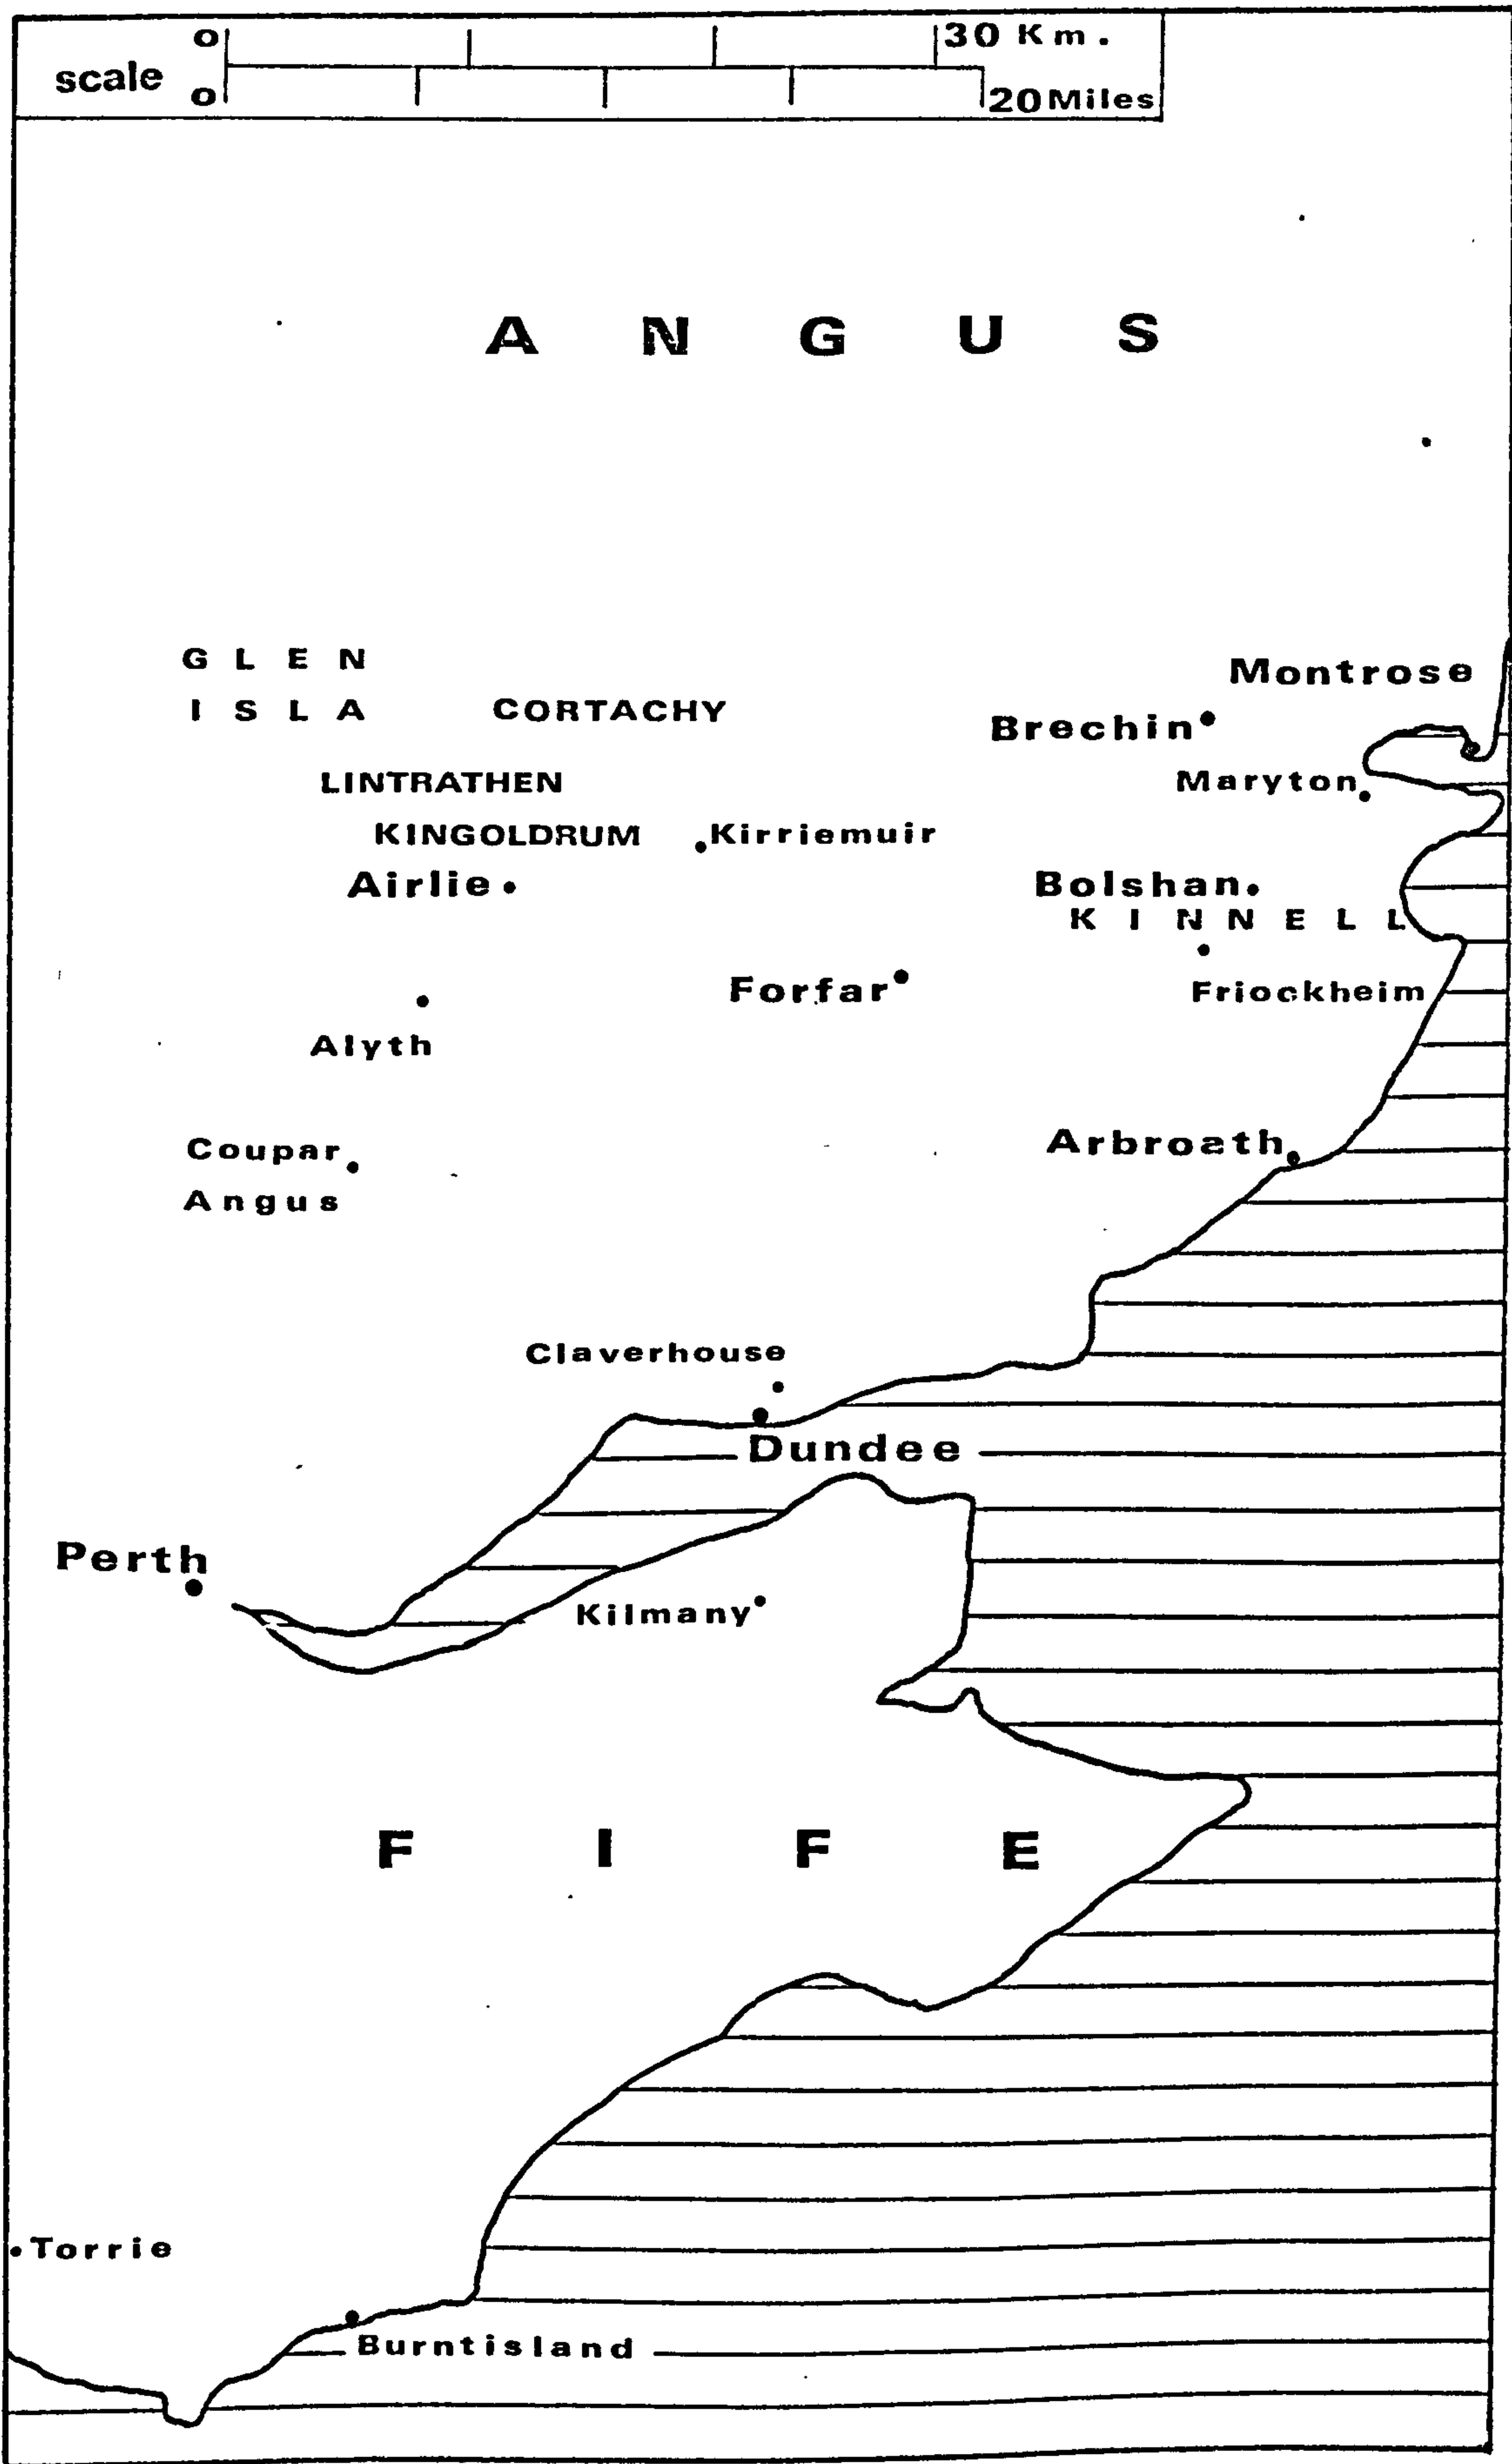 0 30 Km.
scale
0 20 Miles
A N G U S
G L E N
I S L A
CORTACHY
Montrose
Brechin
LINTRATHEN
Maryton
KINGOLDRUM
Kirriemuir
Airlie
Bolshan
K I N N E L L
Forfar
Friockheim
Alyth
Arbroath
Coupar
Angus
Claverhouse
Dundee
Perth
Kilmany
F I F E
Torrie
Burntisland